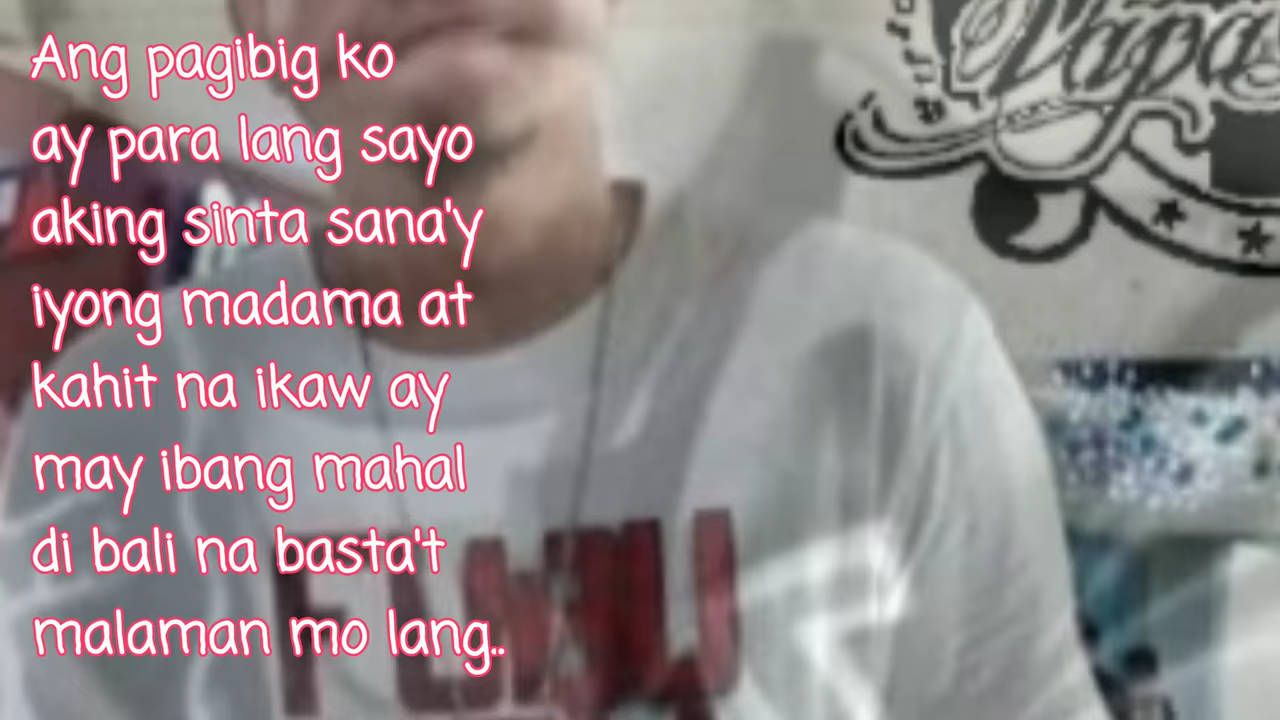 Ang pagibig ko
ay para lang sayo
aking sinta sana'y
iyong madama at
kahit na ikaw ay
may ibang mahal
di bali na basta't
malaman mo lang..